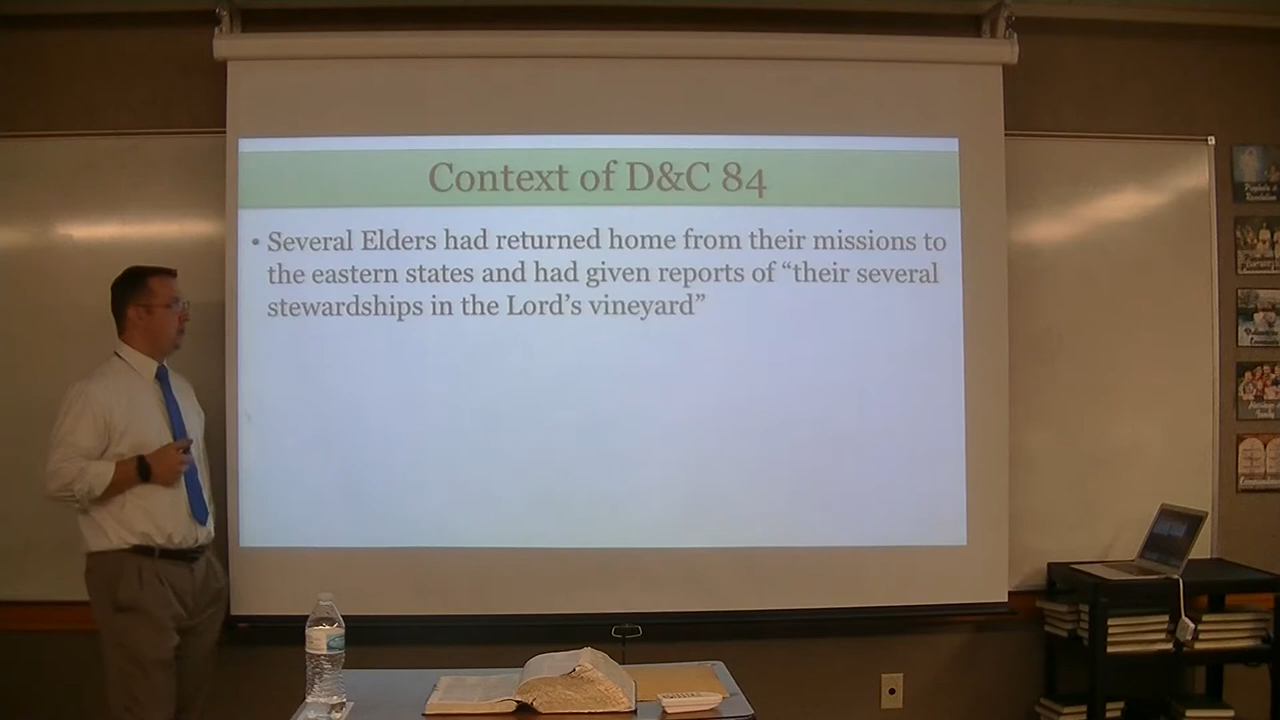 Context of D&C 84
• Several Elders had returned home from their missions to
the eastern states and had given reports of “their several
stewardships in the Lord’s vineyard”